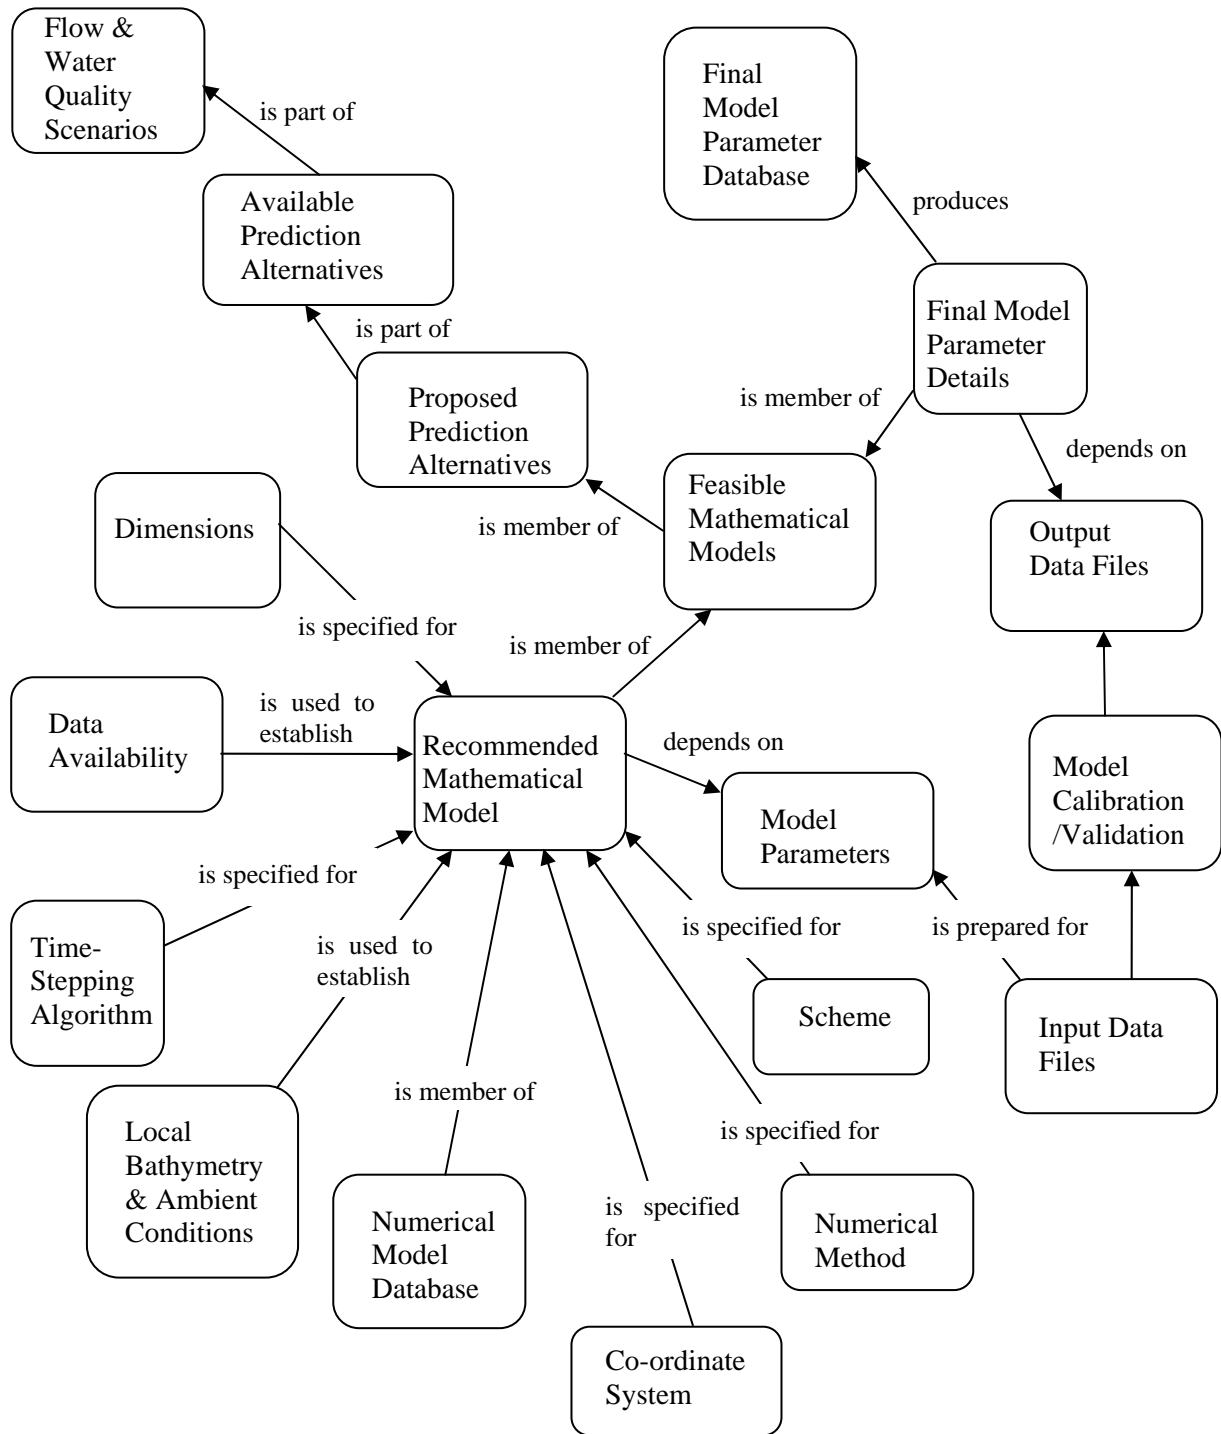 Flow &
Water
Quality
Scenarios
is part of
Final
Model
Parameter
Database
Available
Prediction
Alternatives
produces
is part of
Final Model
Parameter
Details
Proposed
Prediction
Alternatives
is member of
depends on
Dimensions
is member of
Feasible
Mathematical
Models
Output
Data Files
is specified for
is member of
Data
Availability
is used to
establish
Recommended
Mathematical
Model
depends on
Model
Parameters
Model
Calibration
/Validation
is specified for
Time-
Stepping
Algorithm
is used to
establish
is specified for
is prepared for
Scheme
Input Data
Files
is member of
is specified for
Local
Bathymetry
& Ambient
Conditions
Numerical
Model
Database
is specified
for
Numerical
Method
Co-ordinate
System